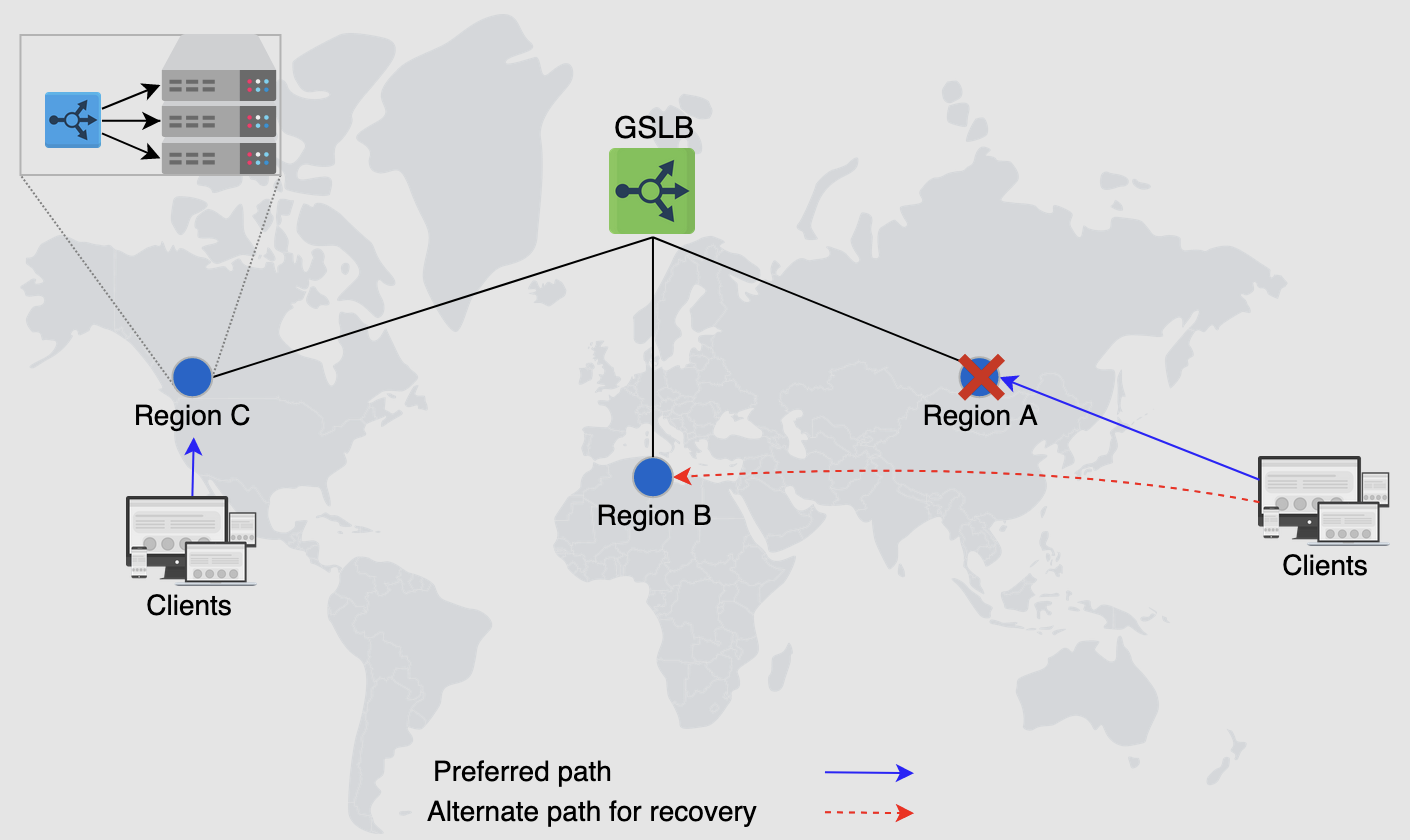 GSLB
Region C
Region A
Region B
Clients
Clients
Preferred path
Alternate path for recovery